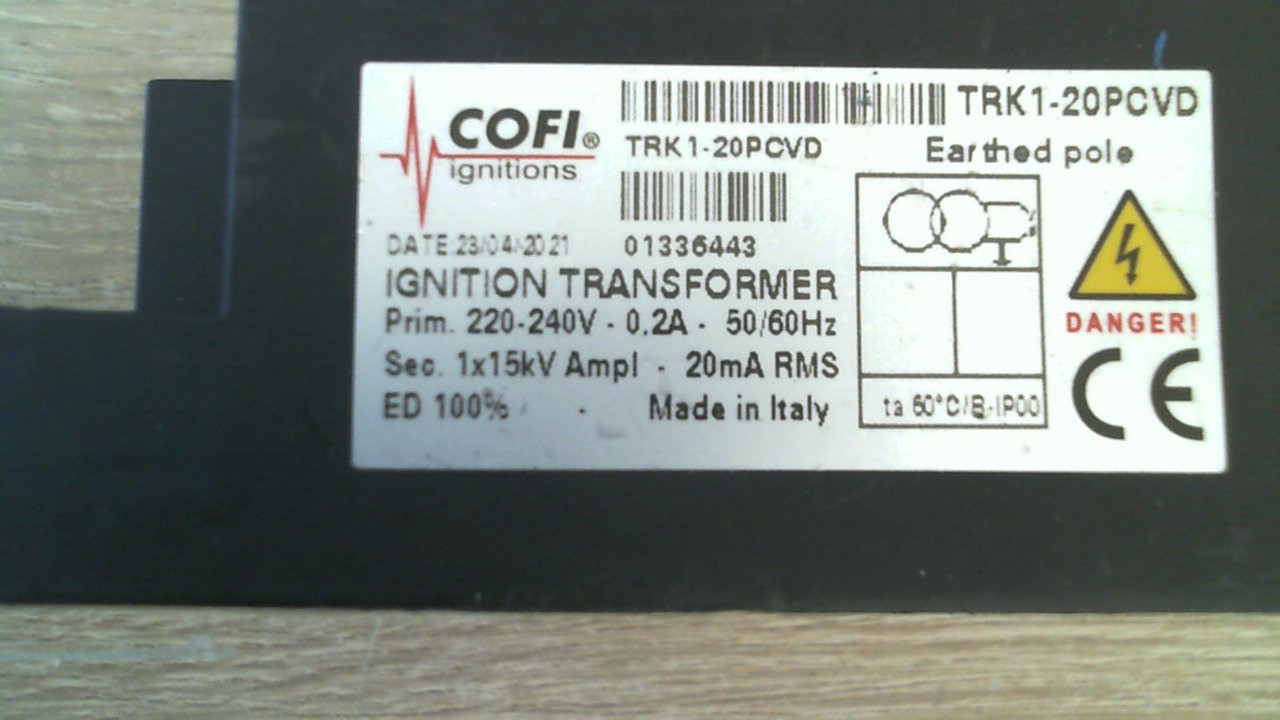 COFI®
ignitions
TRK1-20PCVD
TRK1-20PCVD
Earthed pole
DATE:23/04/2021
01336443
IGNITION TRANSFORMER
Prim. 220-240V - 0.2A - 50/60Hz
Sec. 1x15kV Ampl - 20mA RMS
ED 100% - Made in Italy
ta 60°C/B-IP00
DANGER!
CE